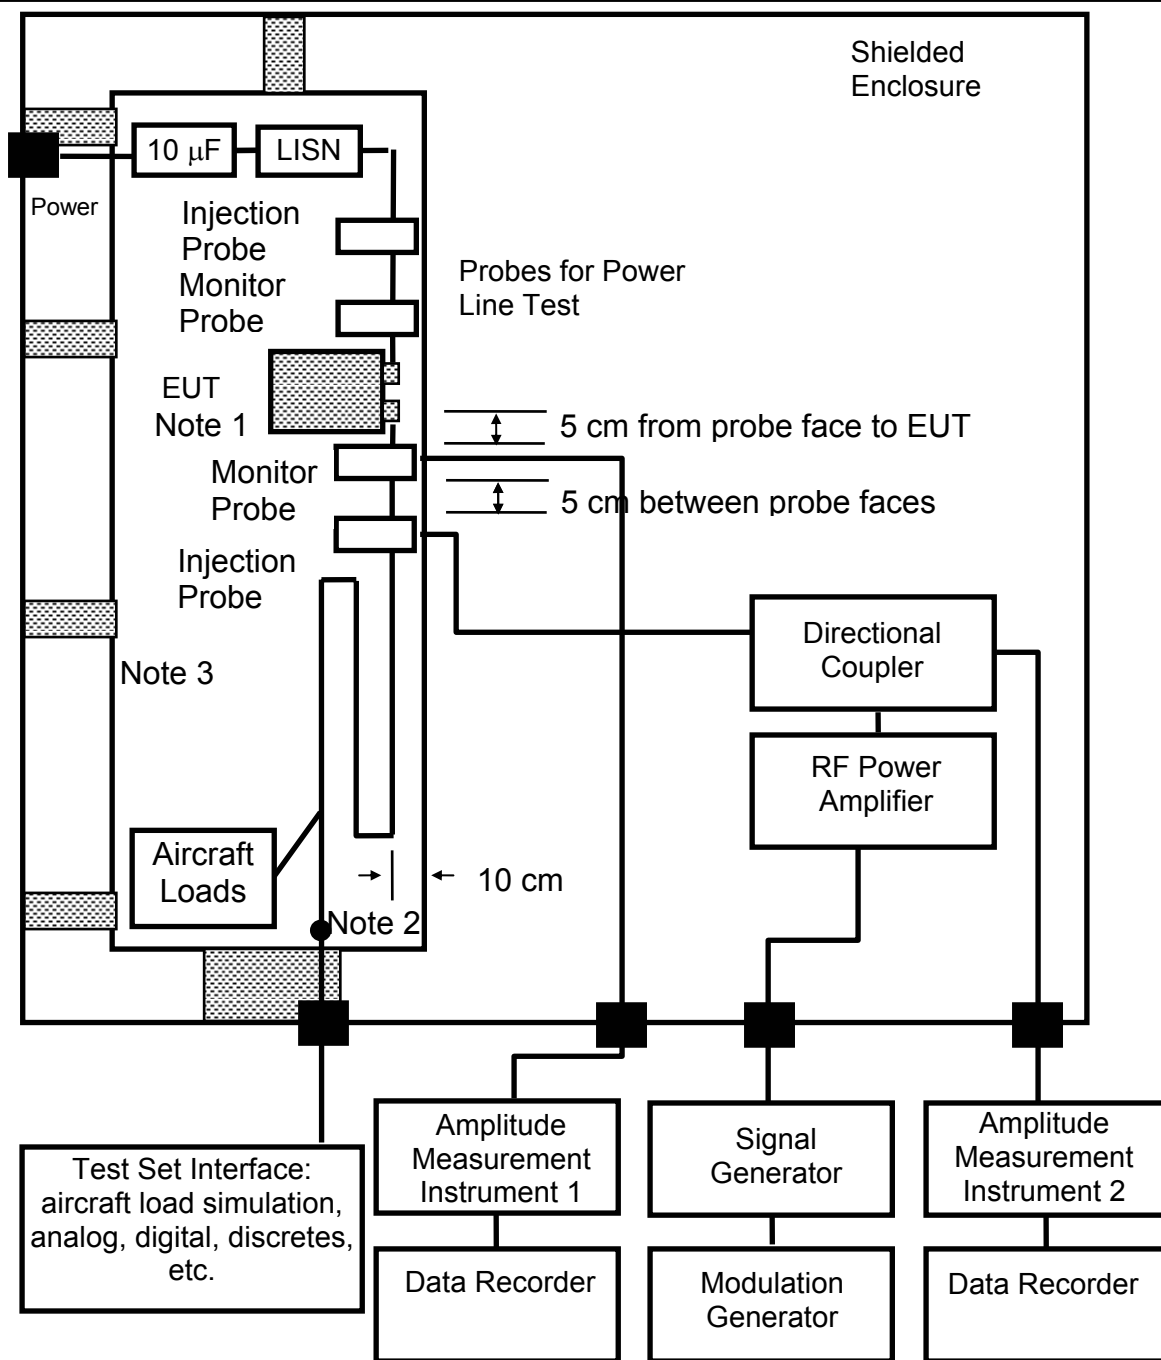 Shielded
Enclosure
10 μF
LISN
Power
Injection
Probe
Monitor
Probe
Probes for Power
Line Test
EUT
Note 1
5 cm from probe face to EUT
Monitor
Probe
5 cm between probe faces
Injection
Probe
Directional
Coupler
Note 3
RF Power
Amplifier
Aircraft
Loads
10 cm
Note 2
Test Set Interface:
aircraft load simulation,
analog, digital, discretes,
etc.
Amplitude
Measurement
Instrument 1
Signal
Generator
Amplitude
Measurement
Instrument 2
Data Recorder
Modulation
Generator
Data Recorder